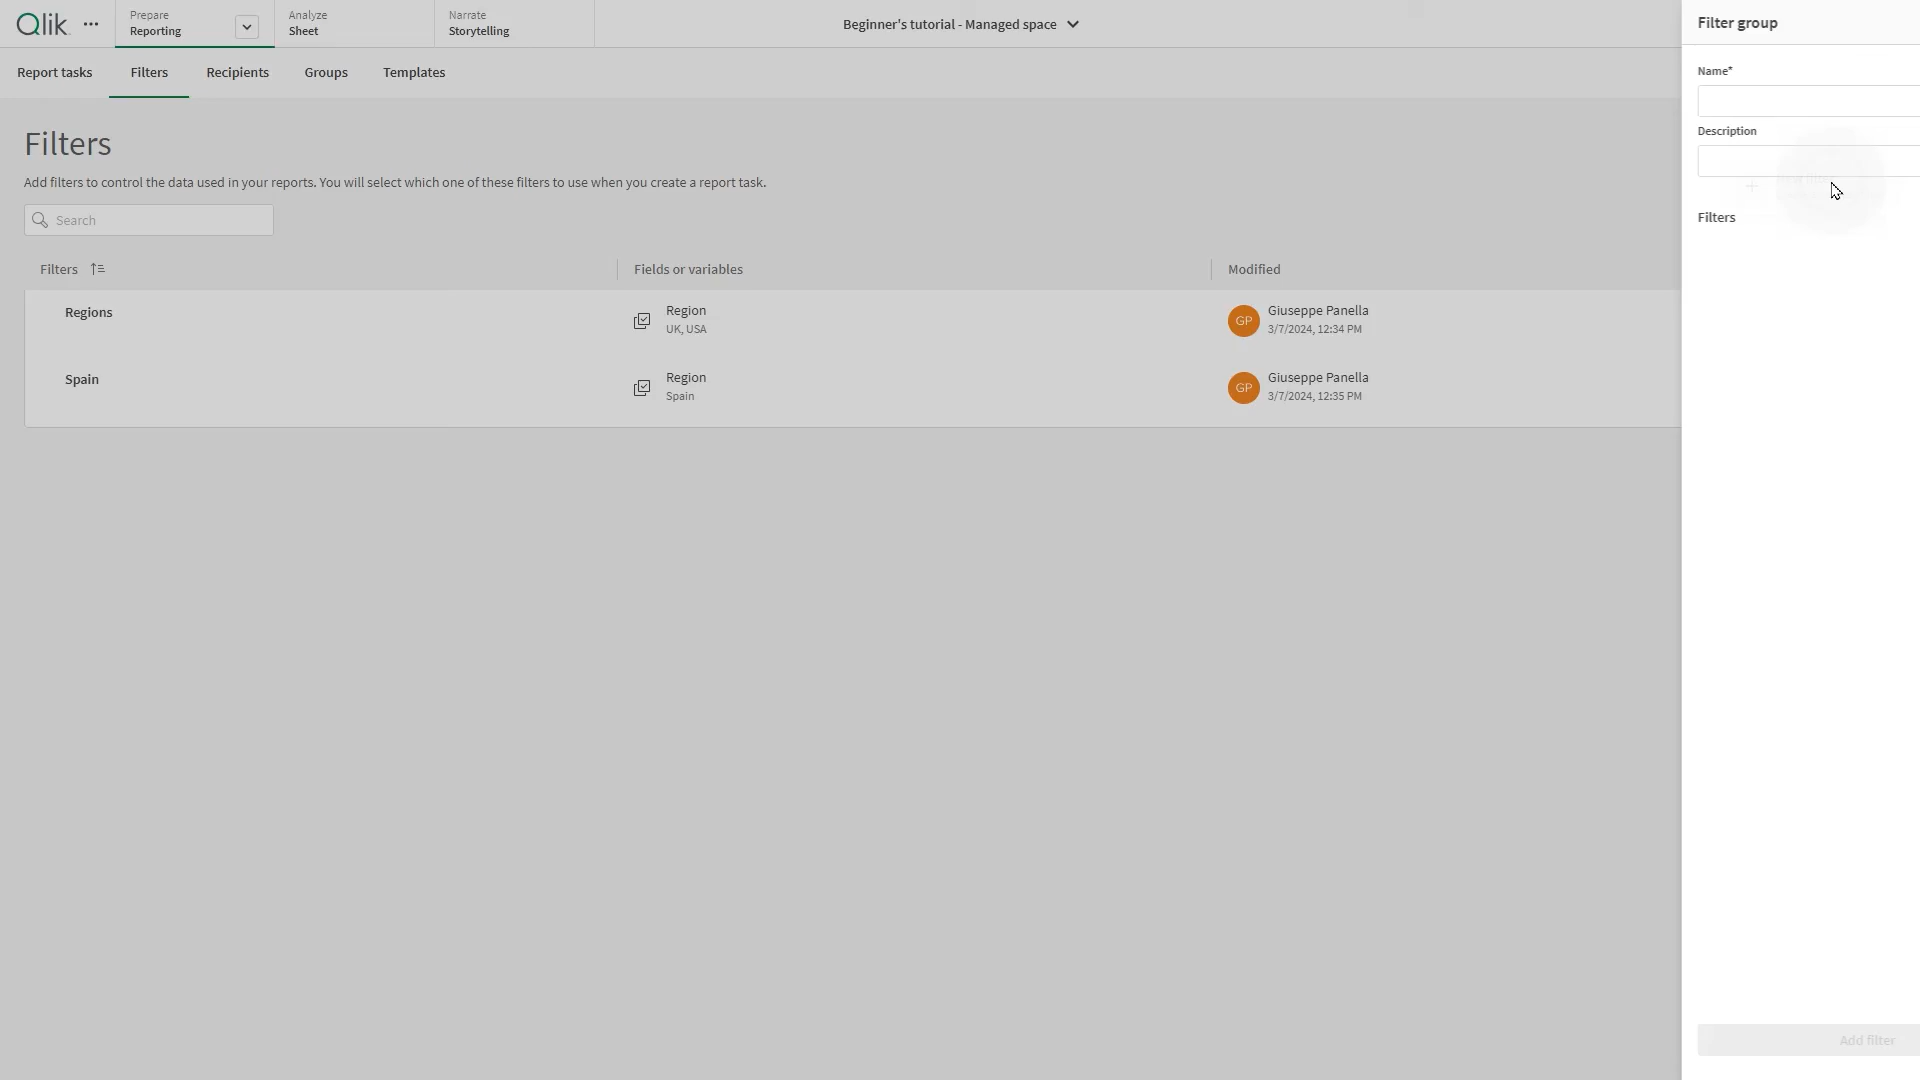 Qlik
Prepare
Reporting
Analyze
Sheet
Narrate
Storytelling
Beginner's tutorial - Managed space
Filter group
Report tasks
Filters
Recipients
Groups
Templates
Name*
Description
Filters
Filters
Add filters to control the data used in your reports. You will select which one of these filters to use when you create a report task.
Search
Filters
Fields or variables
Modified
Regions
Region
UK, USA
GP
Giuseppe Panella
3/7/2024, 12:34 PM
Spain
Region
Spain
GP
Giuseppe Panella
3/7/2024, 12:35 PM
Add filter